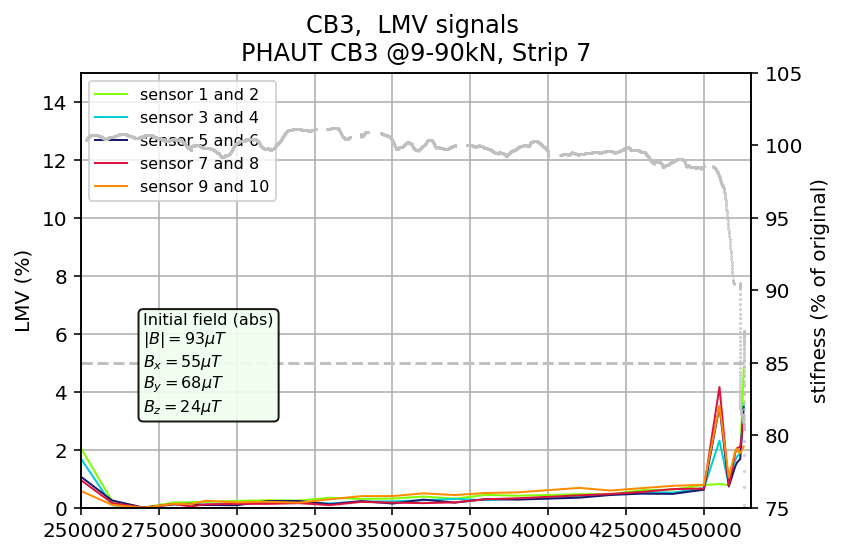 CB3,  LMV signals
PHAUT CB3 @9-90kN, Strip 7
sensor 1 and 2
sensor 3 and 4
sensor 5 and 6
sensor 7 and 8
sensor 9 and 10
Initial field (abs)
|B| = 93μT
Bₓ = 55μT
B_y = 68μT
B_z = 24μT
LMV (%)
14
12
10
8
6
4
2
0
105
100
95
90
85
80
75
stifness (% of original)
250000 275000 300000 325000 350000 375000 400000 425000 450000